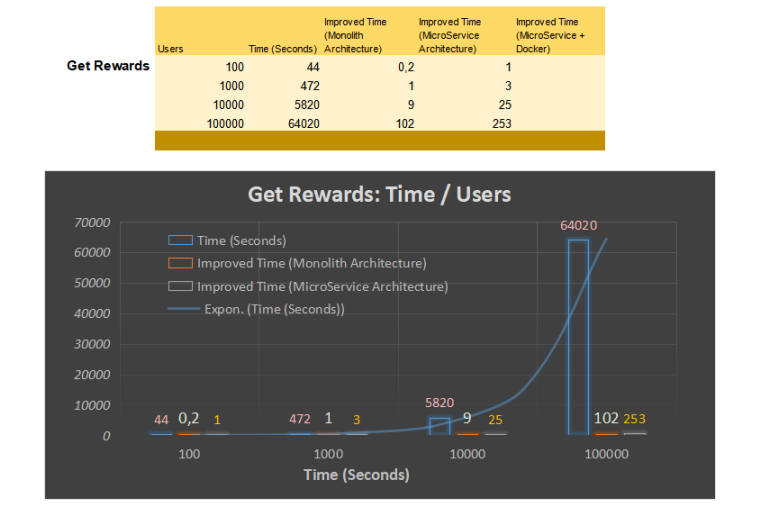 Improved Time Improved Time Improved Time
(Monolith (MicroService (MicroService +
Users Time (Seconds) Architecture) Architecture) Docker)
Get Rewards 100 44 0,2 1
1000 472 1 3
10000 5820 9 25
100000 64020 102 253
Get Rewards: Time / Users
70000
60000
50000
40000
30000
20000
10000
0
Time (Seconds)
Improved Time (Monolith Architecture)
Improved Time (MicroService Architecture)
Expon. (Time (Seconds))
44 0,2 1 472 1 3 5820 9 25 64020 102 253
100 1000 10000 100000
Time (Seconds)